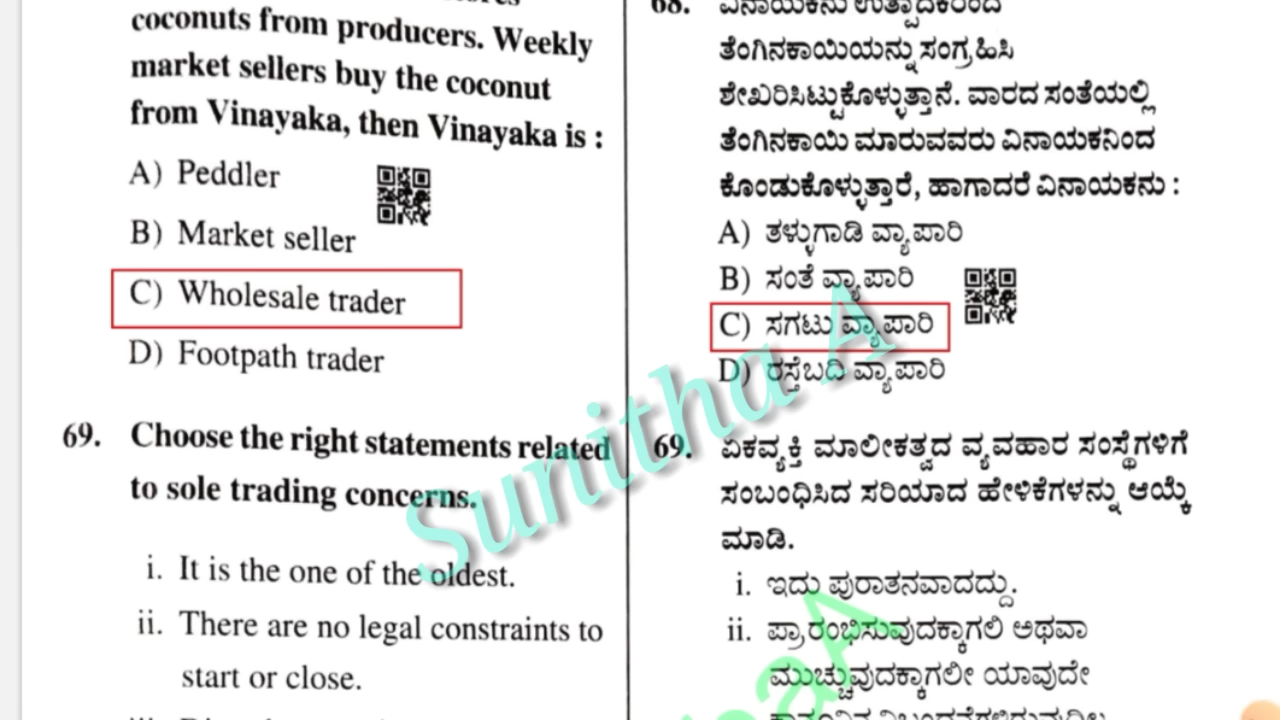 coconuts from producers. Weekly
market sellers buy the coconut
from Vinayaka, then Vinayaka is :
A) Peddler
B) Market seller
C) Wholesale trader
D) Footpath trader
69. Choose the right statements related
to sole trading concerns.
i. It is the one of the oldest.
ii. There are no legal constraints to
start or close.
68. ವಿನಾಯಕನು ಉತ್ಪಾದಕರಿಂದ
ತೆಂಗಿನಕಾಯಿಯನ್ನು ಸಂಗ್ರಹಿಸಿ
ಶೇಖರಿಸಿಟ್ಟುಕೊಳ್ಳುತ್ತಾನೆ. ವಾರದ ಸಂತೆಯಲ್ಲಿ
ತೆಂಗಿನಕಾಯಿ ಮಾರುವವರು ವಿನಾಯಕನಿಂದ
ಕೊಂಡುಕೊಳ್ಳುತ್ತಾರೆ, ಹಾಗಾದರೆ ವಿನಾಯಕನು :
A) ತಳ್ಳುಗಾಡಿ ವ್ಯಾಪಾರಿ
B) ಸಂತೆ ವ್ಯಾಪಾರಿ
C) ಸಗಟು ವ್ಯಾಪಾರಿ
D) ರಸ್ತೆಬದಿ ವ್ಯಾಪಾರಿ
69. ಏಕವ್ಯಕ್ತಿ ಮಾಲೀಕತ್ವದ ವ್ಯವಹಾರ ಸಂಸ್ಥೆಗಳಿಗೆ
ಸಂಬಂಧಿಸಿದ ಸರಿಯಾದ ಹೇಳಿಕೆಗಳನ್ನು ಆಯ್ಕೆ
ಮಾಡಿ.
i. ಇದು ಪುರಾತನವಾದದ್ದು.
ii. ಪ್ರಾರಂಭಿಸುವುದಕ್ಕಾಗಲಿ ಅಥವಾ
ಮುಚ್ಚುವುದಕ್ಕಾಗಲೀ ಯಾವುದೇ
Sunitha A